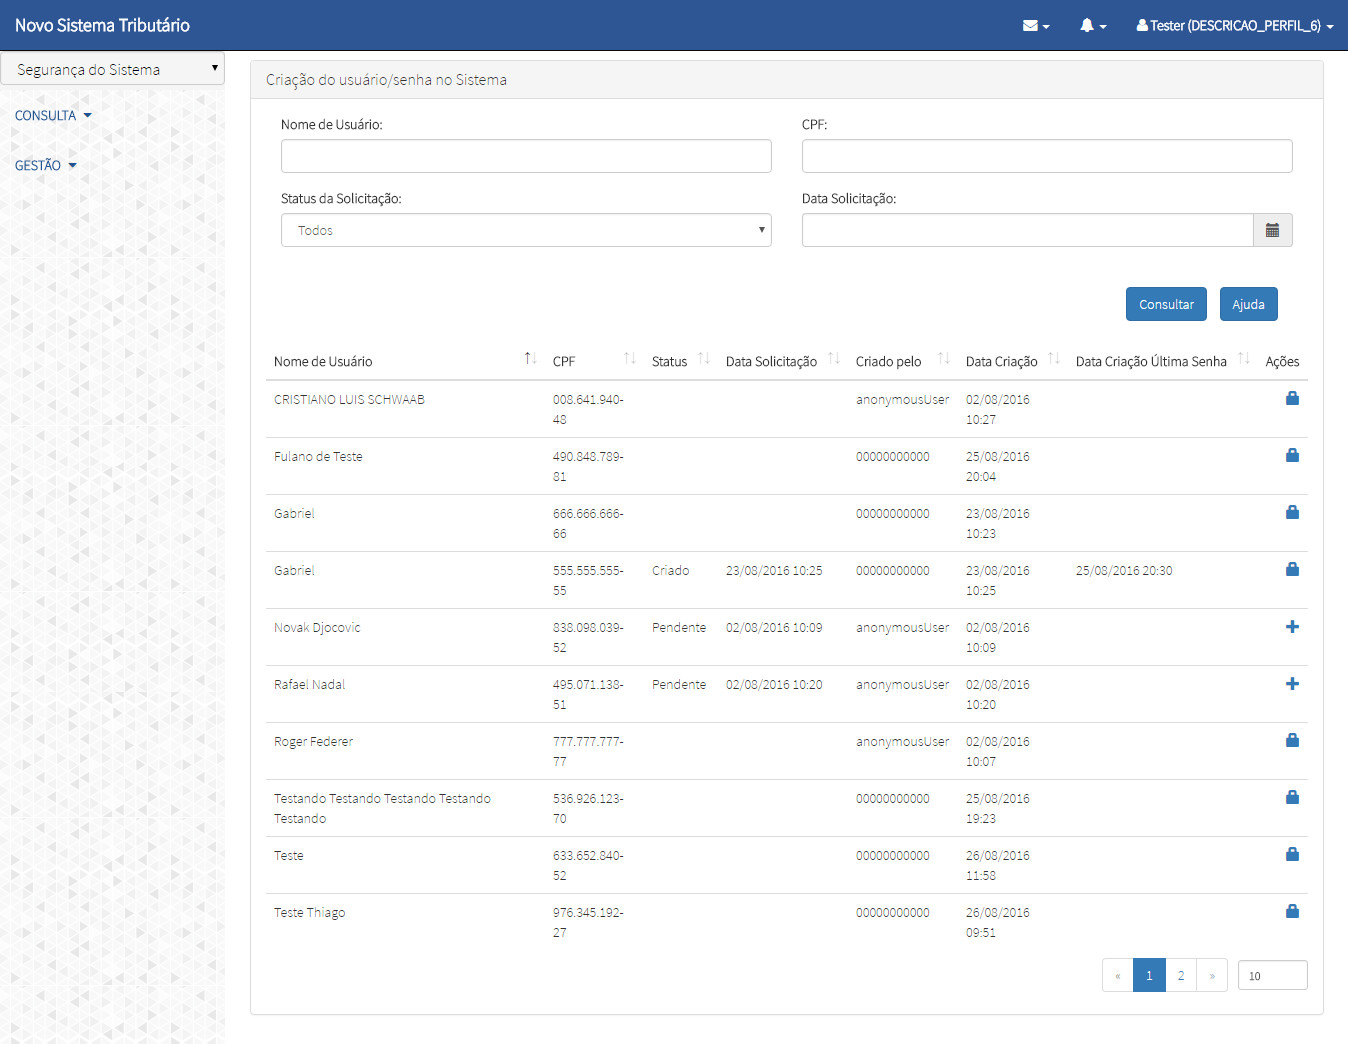 Novo Sistema Tributário
Tester (DESCRICAO_PERFIL_6)
Segurança do Sistema
CONSULTA
GESTÃO
Criação do usuário/senha no Sistema
Nome de Usuário:
CPF:
Status da Solicitação:
Data Solicitação:
Todos
Consultar
Ajuda
Nome de Usuário CPF Status Data Solicitação Criado pelo Data Criação Data Criação Última Senha Ações
CRISTIANO LUIS SCHWAAB 008.641.940- anonymousUser 02/08/2016
48 10:27
Fulano de Teste 490.848.789- 00000000000 25/08/2016
81 20:04
Gabriel 666.666.666- 00000000000 23/08/2016
66 10:23
Gabriel 555.555.555- Criado 23/08/2016 10:25 00000000000 23/08/2016 25/08/2016 20:30
55 10:25
Novak Djocovic 838.098.039- Pendente 02/08/2016 10:09 anonymousUser 02/08/2016
52 10:09
Rafael Nadal 495.071.138- Pendente 02/08/2016 10:20 anonymousUser 02/08/2016
51 10:20
Roger Federer 777.777.777- anonymousUser 02/08/2016
77 10:07
Testando Testando Testando Testando 536.926.123- 00000000000 25/08/2016
Testando 70 19:23
Teste 633.652.840- 00000000000 26/08/2016
52 11:58
Teste Thiago 976.345.192- 00000000000 26/08/2016
27 09:51
« 1 2 » 10